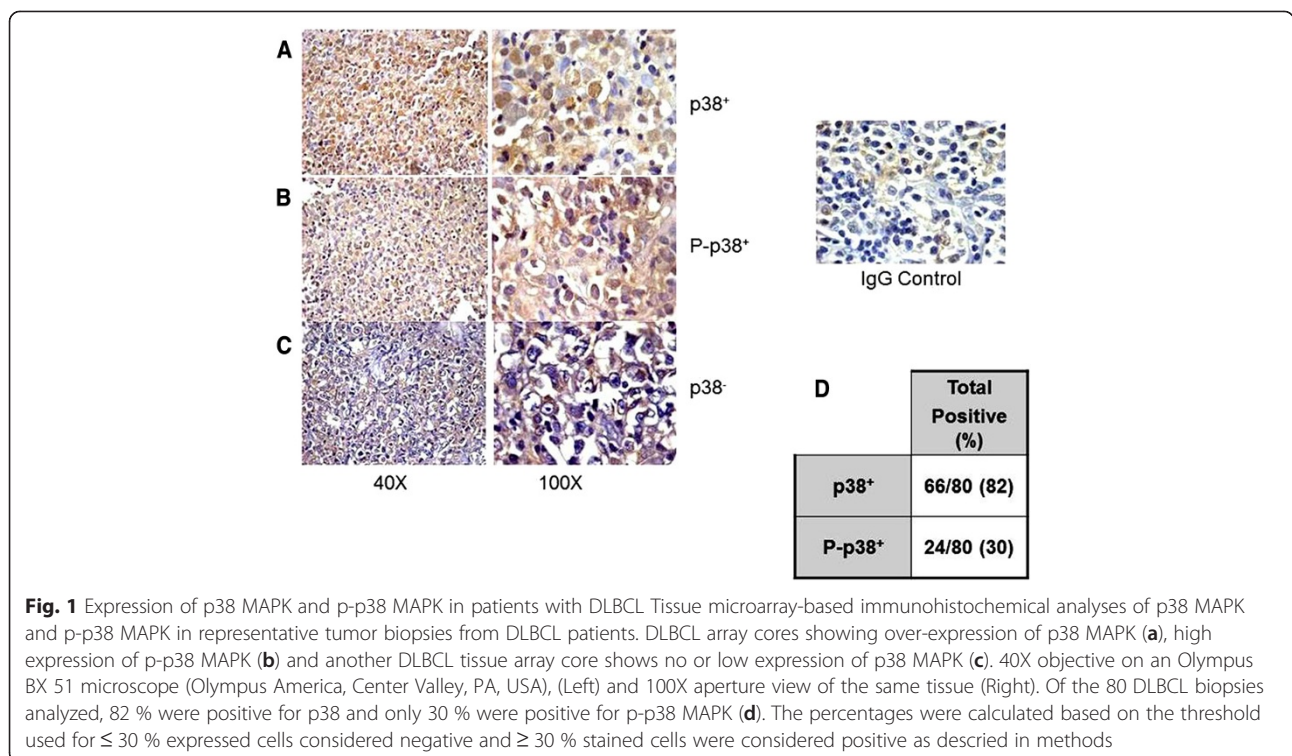 A
p38⁺
B
P-p38⁺
C
p38⁻
40X
100X
IgG Control
D
Total
Positive
(%)
p38⁺
66/80 (82)
P-p38⁺
24/80 (30)
Fig. 1 Expression of p38 MAPK and p-p38 MAPK in patients with DLBCL Tissue microarray-based immunohistochemical analyses of p38 MAPK
and p-p38 MAPK in representative tumor biopsies from DLBCL patients. DLBCL array cores showing over-expression of p38 MAPK (a), high
expression of p-p38 MAPK (b) and another DLBCL tissue array core shows no or low expression of p38 MAPK (c). 40X objective on an Olympus
BX 51 microscope (Olympus America, Center Valley, PA, USA), (Left) and 100X aperture view of the same tissue (Right). Of the 80 DLBCL biopsies
analyzed, 82 % were positive for p38 and only 30 % were positive for p-p38 MAPK (d). The percentages were calculated based on the threshold
used for ≤ 30 % expressed cells considered negative and ≥ 30 % stained cells were considered positive as descried in methods